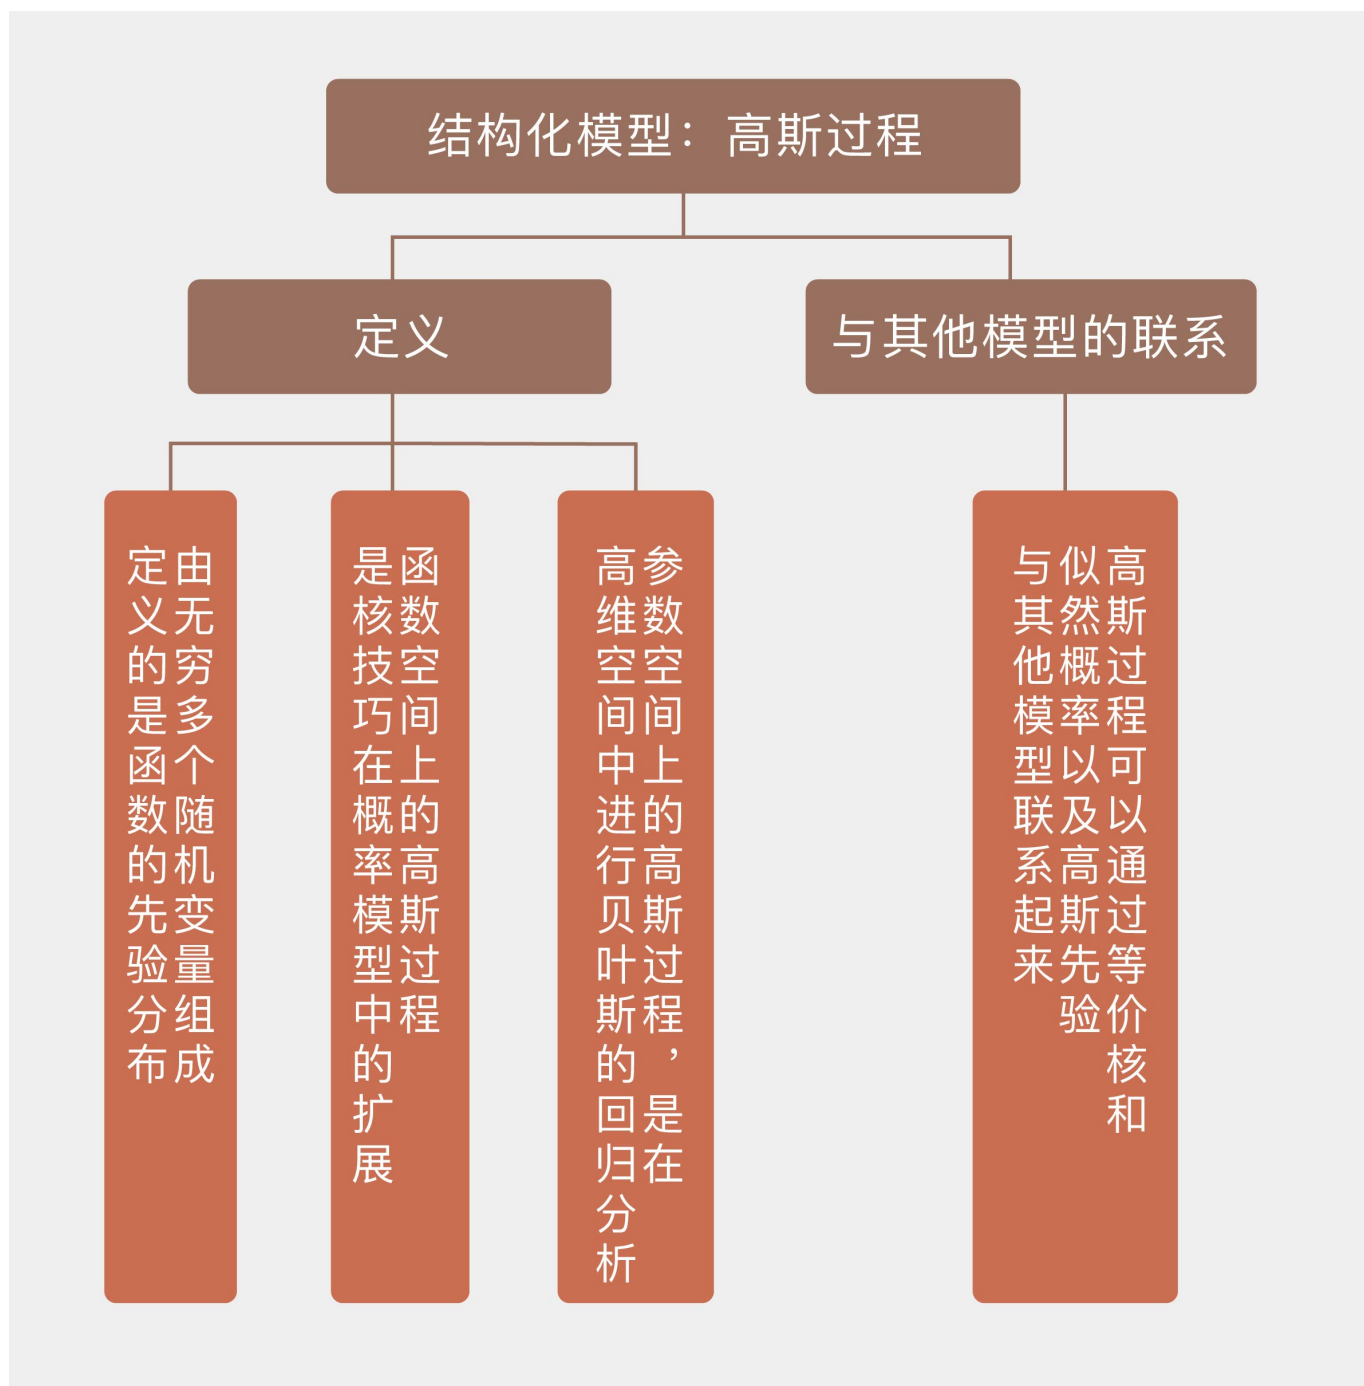 结构化模型：高斯过程
定义
与其他模型的联系
由无穷多个随机变量组成
定义的是函数的先验分布
函数空间上的高斯过程
是核技巧在概率模型中的扩展
参数空间上的高斯过程，是在
高维空间中进行贝叶斯的回归分析
高斯过程可以通过等价核和
似然概率以及高斯先验
与其他模型联系起来